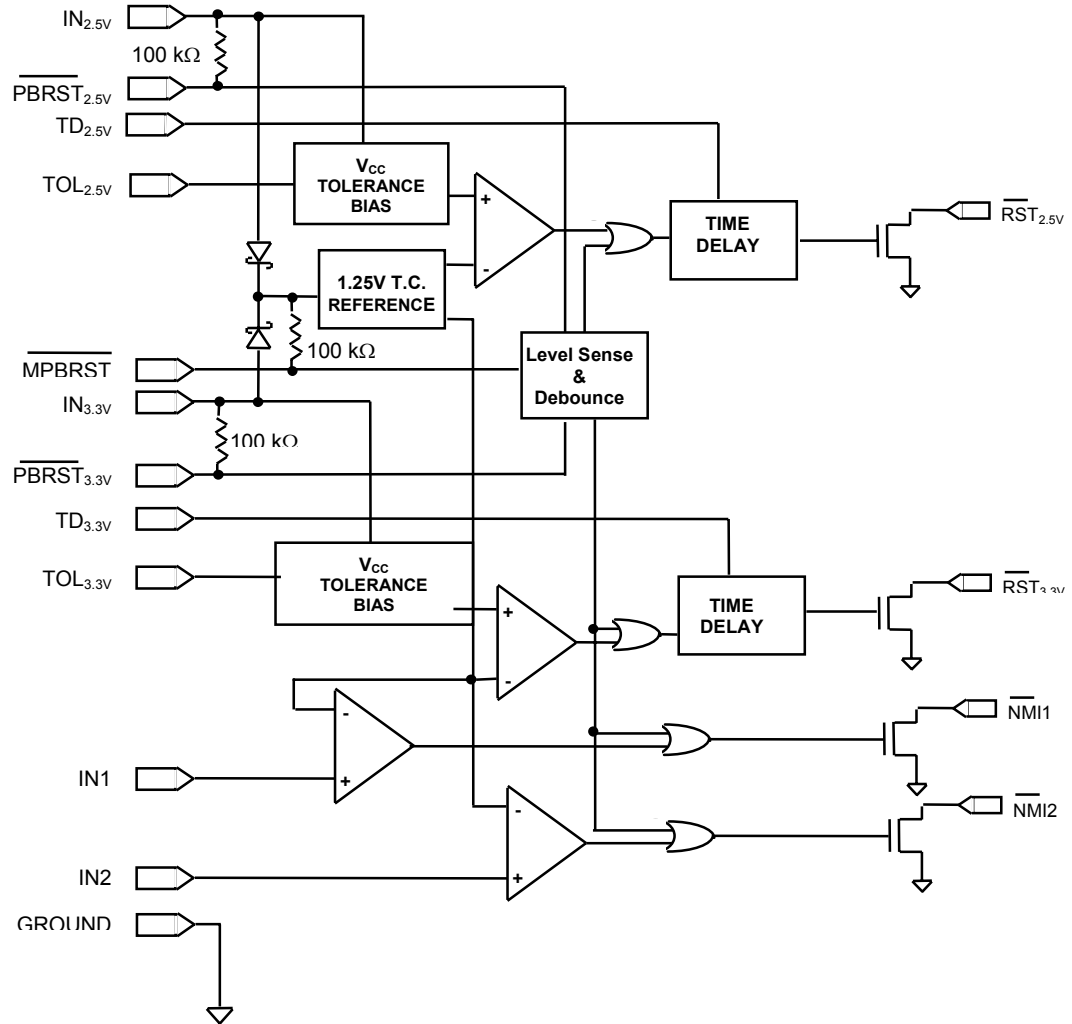 IN2.5V
100 kΩ
PBRST2.5V
TD2.5V
TOL2.5V
VCC
TOLERANCE
BIAS
+
-
TIME
DELAY
RST2.5V
1.25V T.C.
REFERENCE
100 kΩ
MPBRST
Level Sense
&
Debounce
IN3.3V
100 kΩ
PBRST3.3V
TD3.3V
TOL3.3V
VCC
TOLERANCE
BIAS
+
-
TIME
DELAY
RST3.3V
-
+
NMI1
IN1
-
+
NMI2
IN2
GROUND